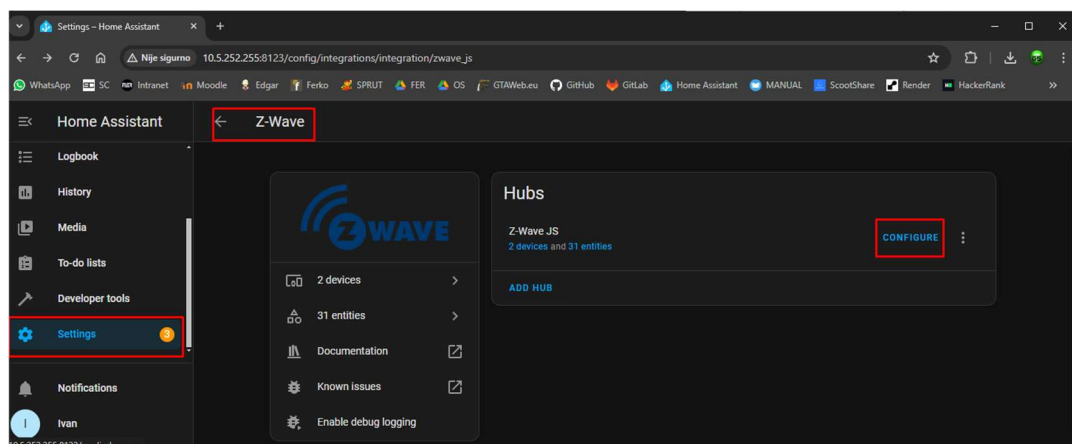 Settings – Home Assistant
Nije sigurno 10.5.252.255:8123/config/integrations/integration/zwave_js
WhatsApp SC Intranet Moodle Edgar Ferko SPRUT FER OS GTAWeb.eu GitHub GitLab Home Assistant MANUAL ScootShare Render HackerRank
Home Assistant
Z-Wave
Logbook
History
Media
To-do lists
Developer tools
Settings 3
Notifications
I Ivan
ZWAVE
2 devices
31 entities
Documentation
Known issues
Enable debug logging
Hubs
Z-Wave JS
2 devices and 31 entities
CONFIGURE
ADD HUB